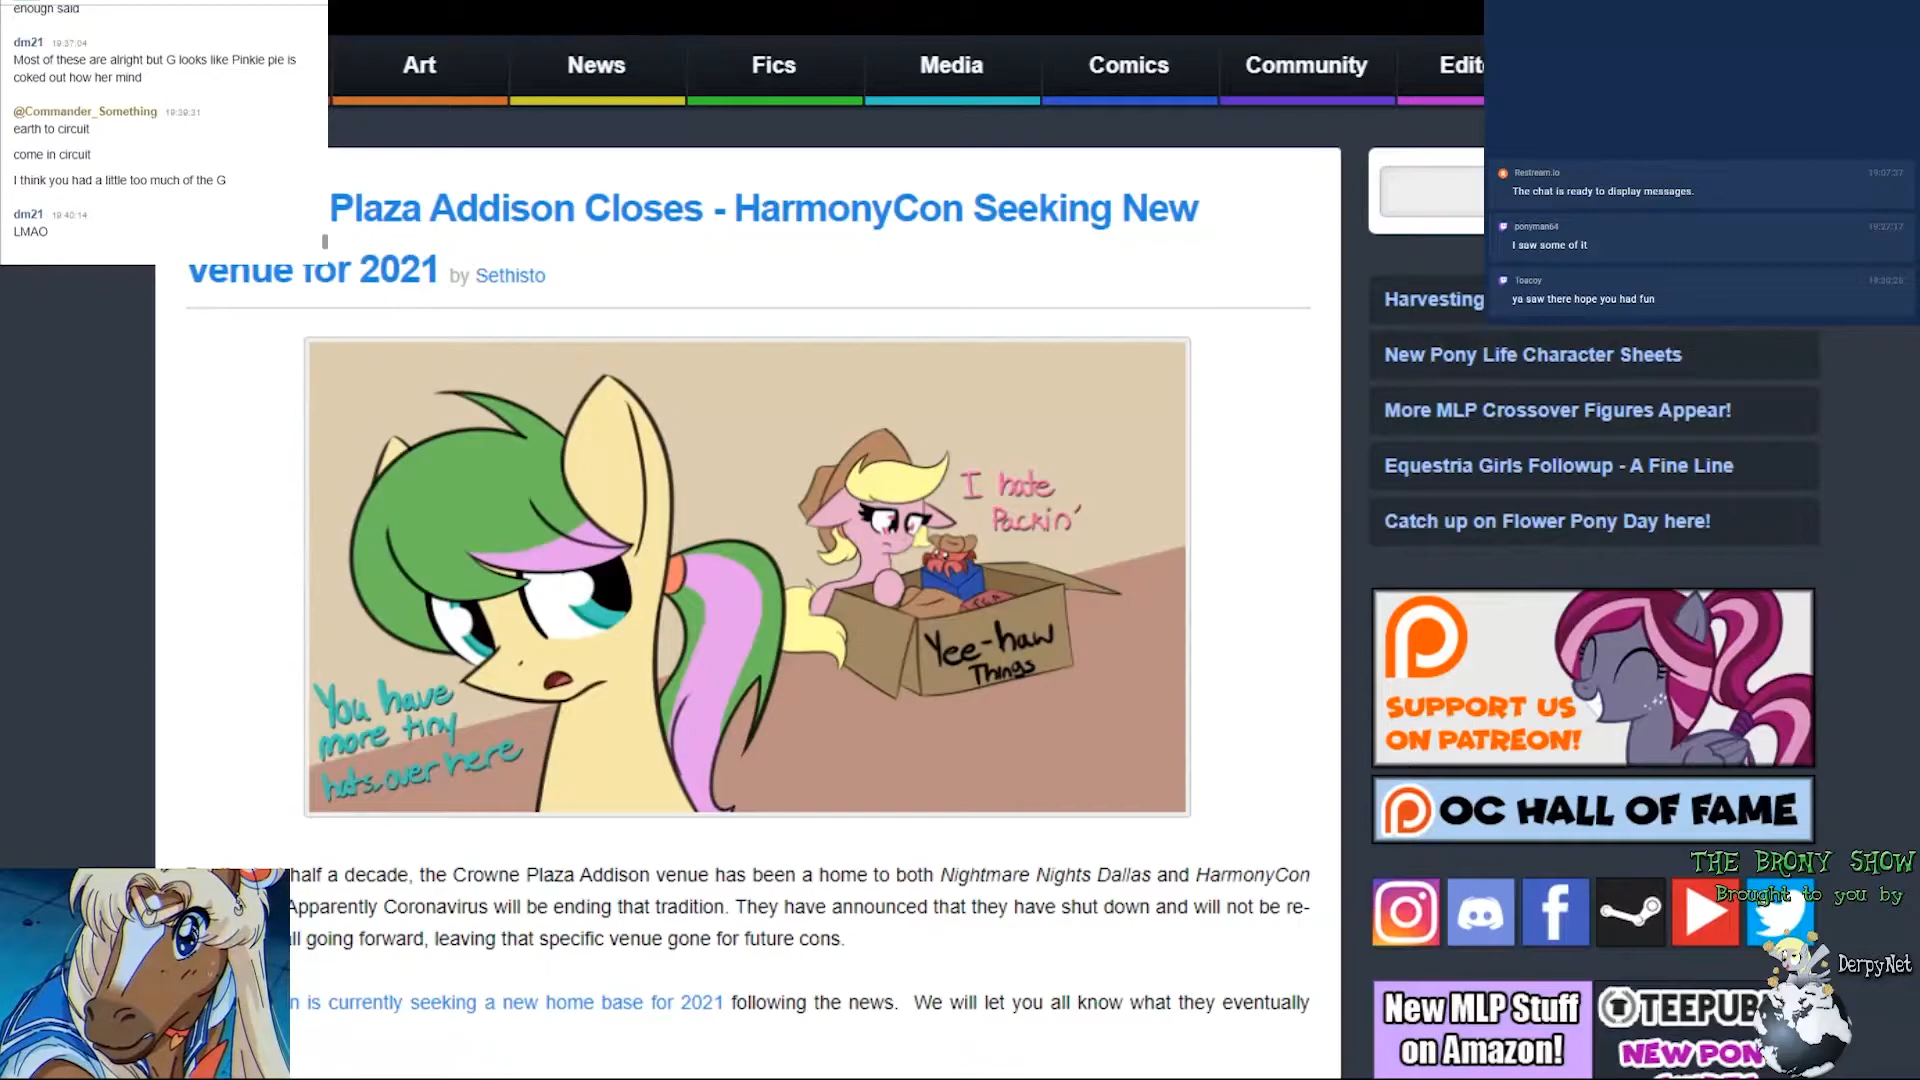 enough said
dm21 19:37:04
Most of these are alright but G looks like Pinkie pie is
coked out how her mind
@Commander_Something 19:39:31
earth to circuit
come in circuit
I think you had a little too much of the G
dm21 19:40:14
LMAO
Art News Fics Media Comics Community
Restream.io 19:07:37
The chat is ready to display messages.
ponyman64 19:27:17
I saw some of it
Toacoy
ya saw there hope you had fun
Plaza Addison Closes - HarmonyCon Seeking New
Venue for 2021 by Sethisto
You have
more tiny
hats over here
I hate
Packin'
Yee-haw
Things
half a decade, the Crowne Plaza Addison venue has been a home to both Nightmare Nights Dallas and HarmonyCon
Apparently Coronavirus will be ending that tradition. They have announced that they have shut down and will not be re-
ll going forward, leaving that specific venue gone for future cons.
n is currently seeking a new home base for 2021 following the news. We will let you all know what they eventually
Harvesting
New Pony Life Character Sheets
More MLP Crossover Figures Appear!
Equestria Girls Followup - A Fine Line
Catch up on Flower Pony Day here!
SUPPORT US
ON PATREON!
OC HALL OF FAME
THE BRONY SHOW
Brought to you by
DerpyNet
New MLP Stuff
on Amazon!
TEEPUB
NEW PON